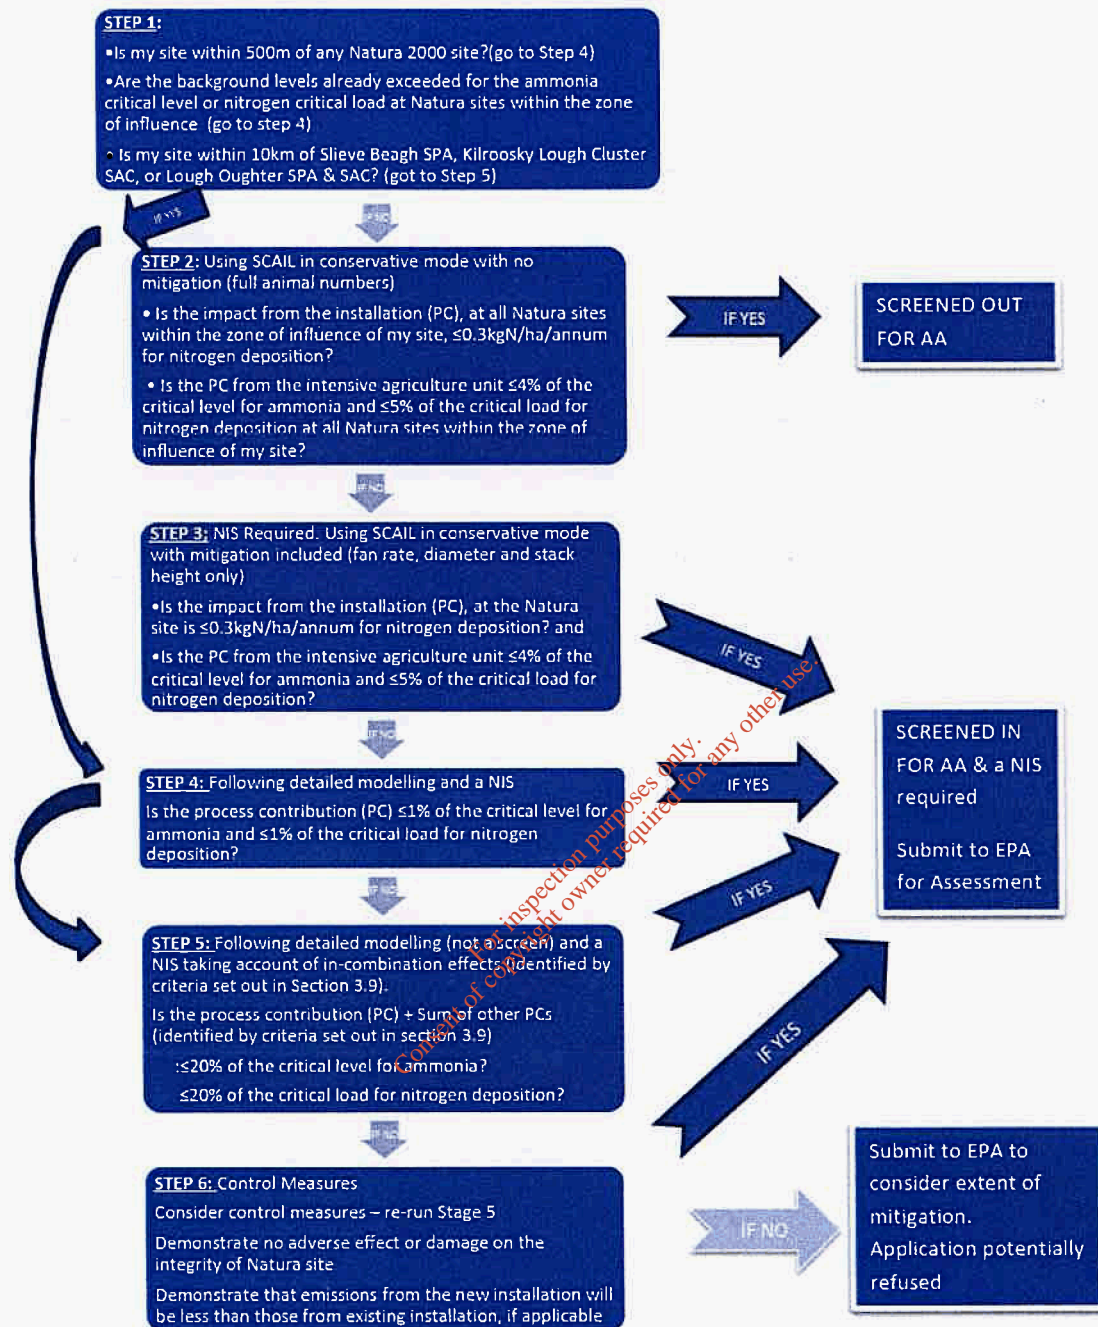 STEP 1:
•Is my site within 500m of any Natura 2000 site?(go to Step 4)
•Are the background levels already exceeded for the ammonia
critical level or nitrogen critical load at Natura sites within the zone
of influence (go to step 4)
• Is my site within 10km of Slieve Beagh SPA, Kilroosky Lough Cluster
SAC, or Lough Oughter SPA & SAC? (got to Step 5)
IF YES
IF NO
STEP 2: Using SCAIL in conservative mode with no
mitigation (full animal numbers)
• Is the impact from the installation (PC), at all Natura sites
within the zone of influence of my site, ≤0.3kgN/ha/annum
for nitrogen deposition?
• Is the PC from the intensive agriculture unit ≤4% of the
critical level for ammonia and ≤5% of the critical load for
nitrogen deposition at all Natura sites within the zone of
influence of my site?
IF YES
SCREENED OUT
FOR AA
IF NO
STEP 3: NIS Required. Using SCAIL in conservative mode
with mitigation included (fan rate, diameter and stack
height only)
•Is the impact from the installation (PC), at the Natura
site is ≤0.3kgN/ha/annum for nitrogen deposition? and
•Is the PC from the intensive agriculture unit ≤4% of the
critical level for ammonia and ≤5% of the critical load for
nitrogen deposition?
IF YES
IF NO
STEP 4: Following detailed modelling and a NIS
Is the process contribution (PC) ≤1% of the critical level for
ammonia and ≤1% of the critical load for nitrogen
deposition?
IF YES
SCREENED IN
FOR AA & a NIS
required
Submit to EPA
for Assessment
IF NO
STEP 5: Following detailed modelling (not a screen) and a
NIS taking account of in-combination effects (identified by
criteria set out in Section 3.9).
Is the process contribution (PC) + Sum of other PCs
(identified by criteria set out in section 3.9)
:≤20% of the critical level for ammonia?
≤20% of the critical load for nitrogen deposition?
IF YES
IF YES
IF NO
STEP 6: Control Measures
Consider control measures – re-run Stage 5
Demonstrate no adverse effect or damage on the
integrity of Natura site
Demonstrate that emissions from the new installation will
be less than those from existing installation, if applicable
IF NO
Submit to EPA to
consider extent of
mitigation.
Application potentially
refused
For inspection purposes only.
Consent of copyright owner required for any other use.